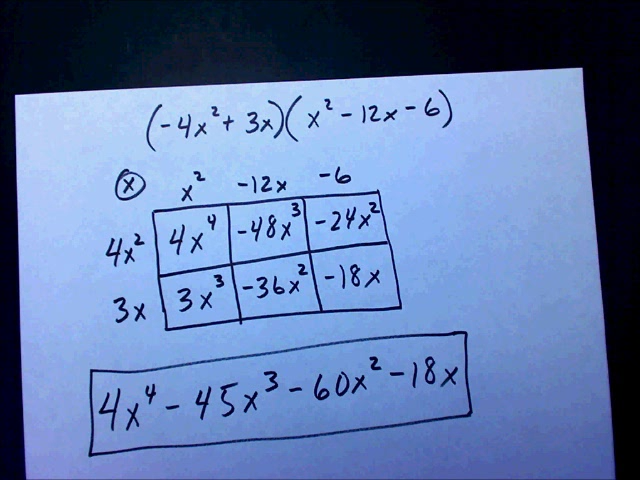 (-4x² + 3x)(x² - 12x - 6)
ⓧ x² -12x -6
4x² 4x⁴ -48x³ -24x²
3x 3x³ -36x² -18x
4x⁴ - 45x³ - 60x² - 18x